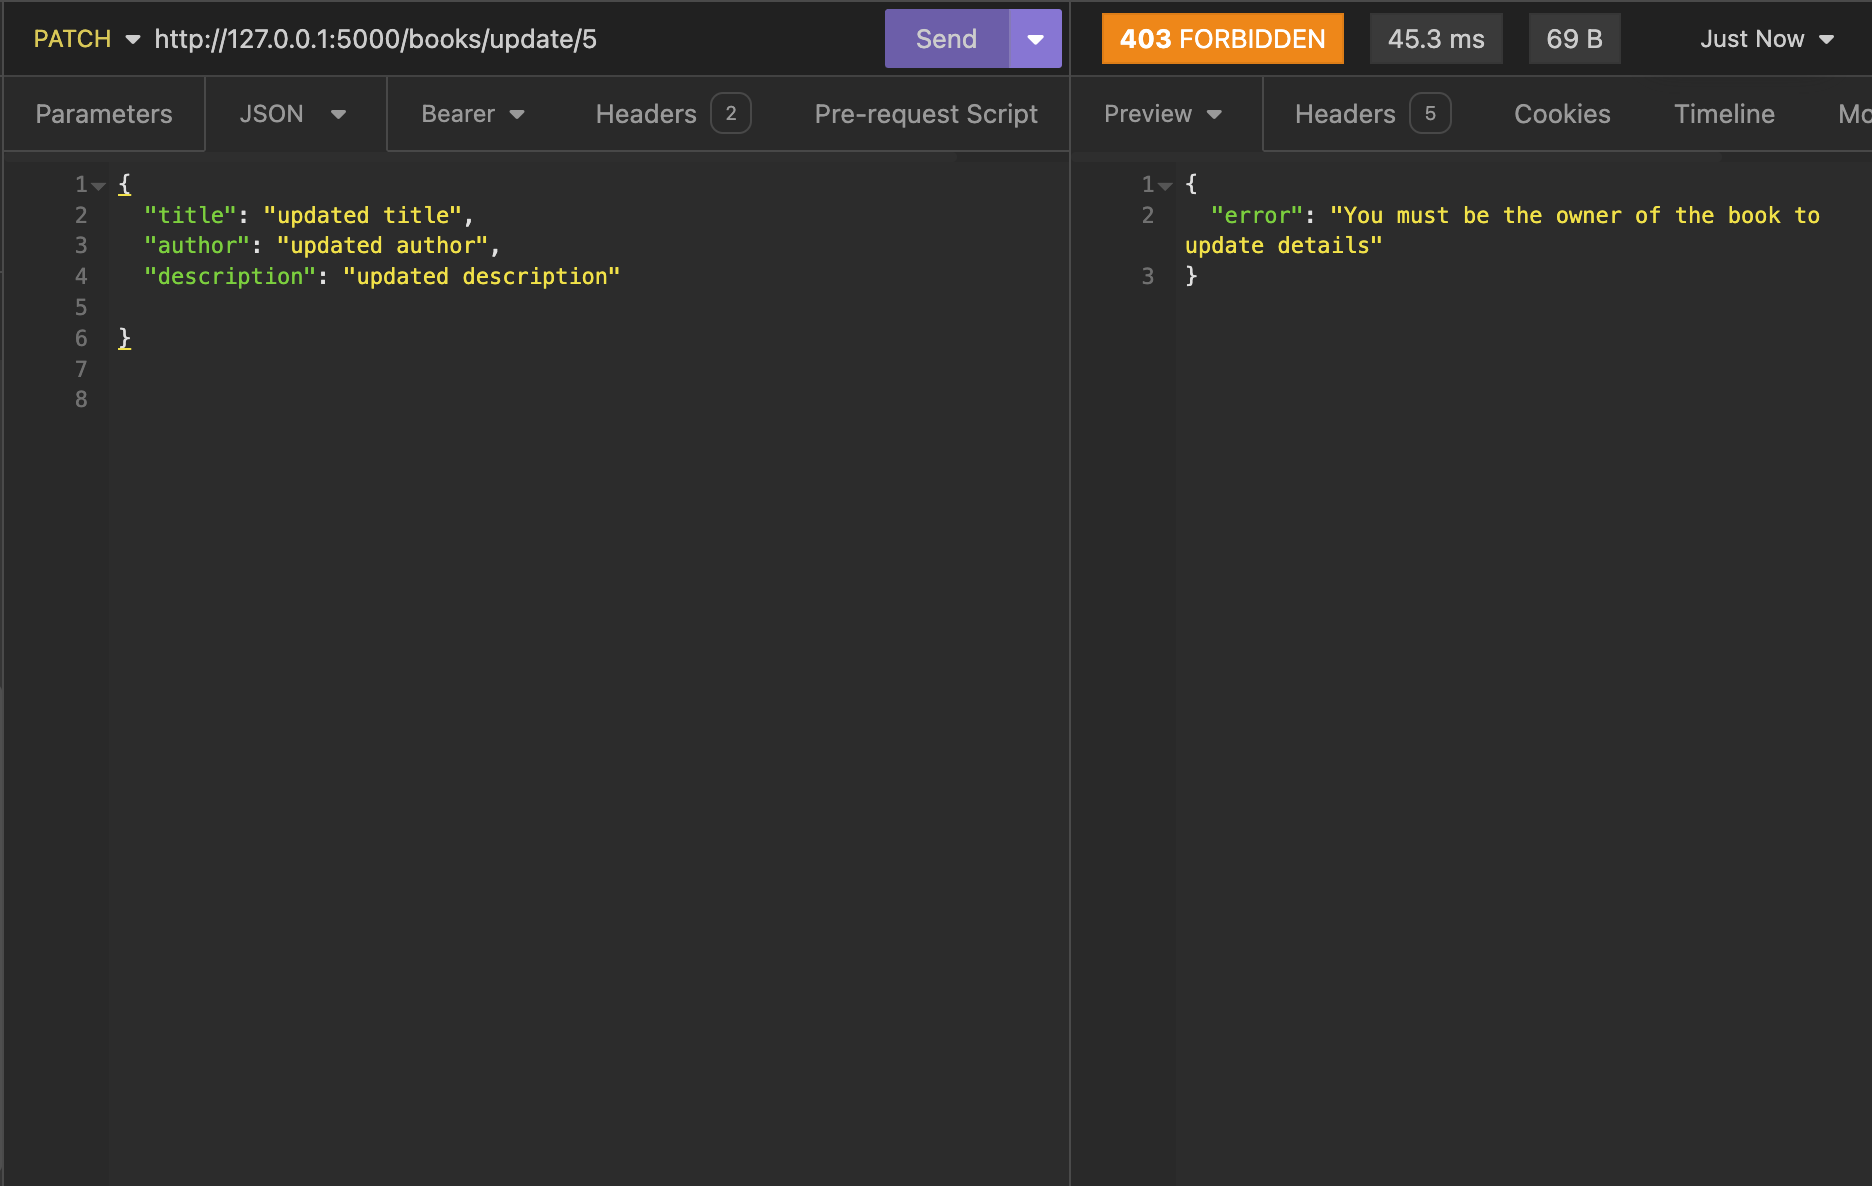 PATCH http://127.0.0.1:5000/books/update/5 Send 403 FORBIDDEN 45.3 ms 69 B Just Now
Parameters JSON Bearer Headers 2 Pre-request Script Preview Headers 5 Cookies Timeline Mo
1 {
2 "title": "updated title",
3 "author": "updated author",
4 "description": "updated description"
5
6 }
7
8
1 {
2 "error": "You must be the owner of the book to
update details"
3 }